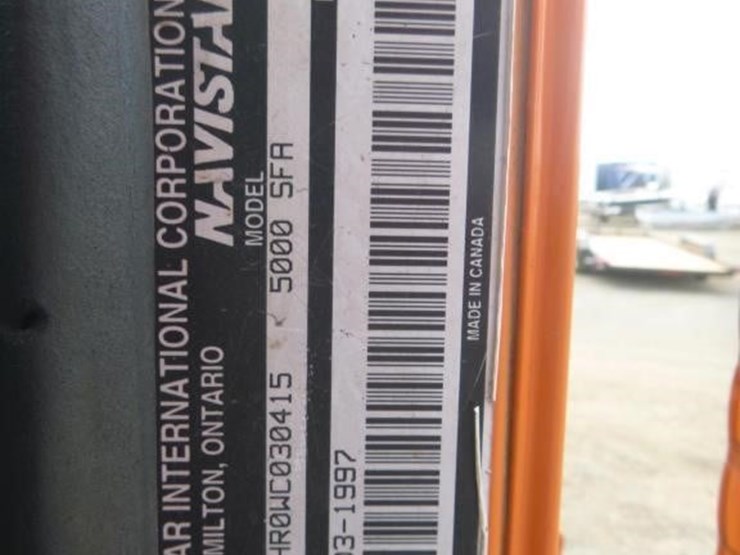 AR INTERNATIONAL CORPORATION
MILTON, ONTARIO NAVISTA
MODEL
HR0WC030415 5000 SFA
03-1997
MADE IN CANADA